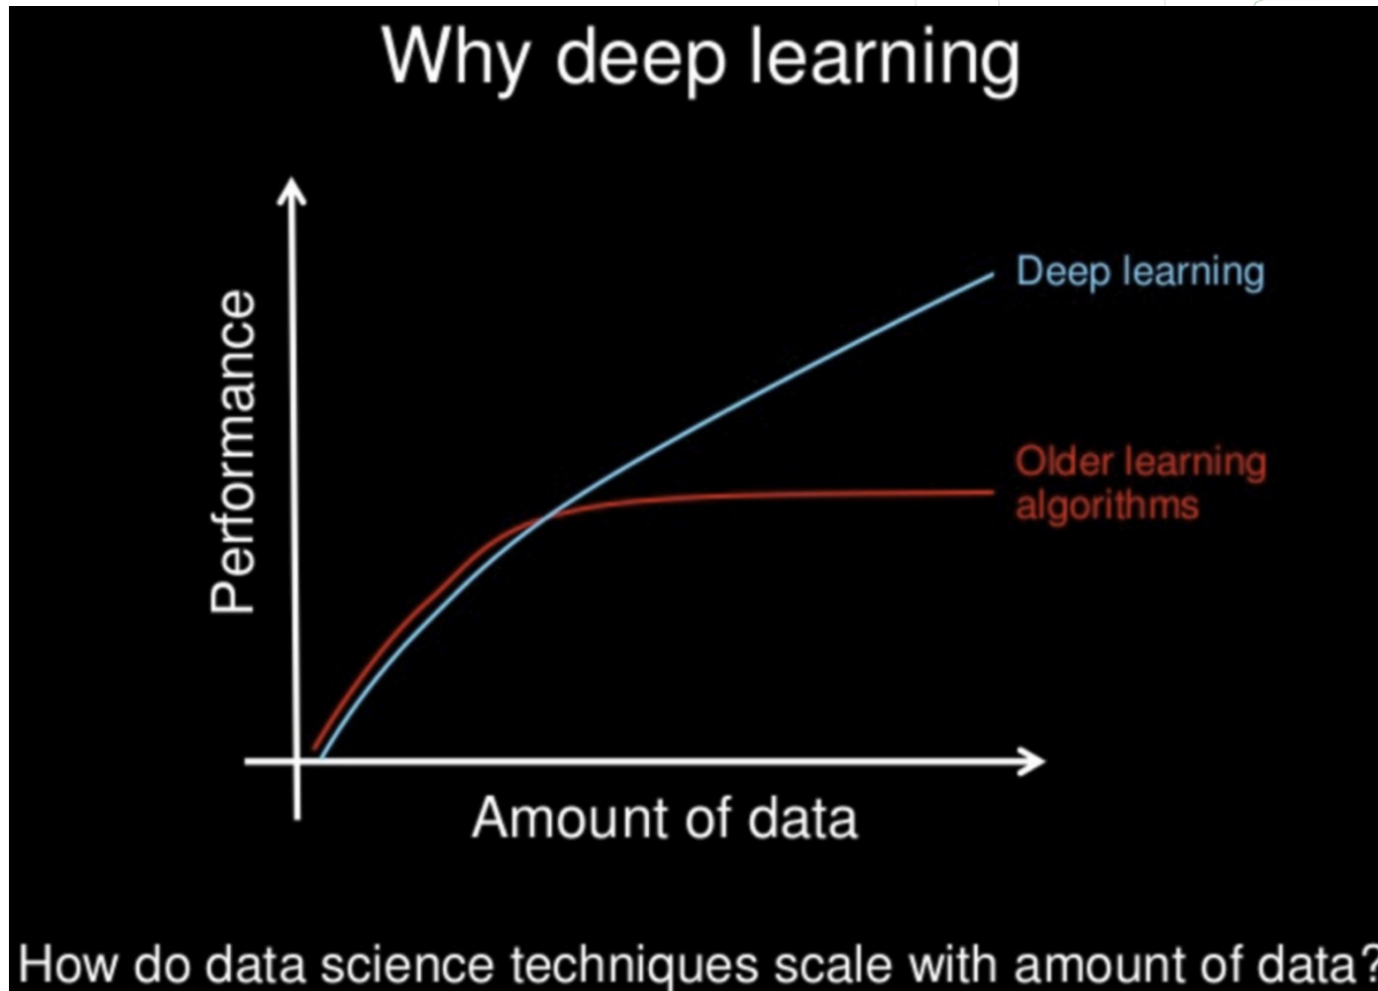 Why deep learning
Performance
Deep learning
Older learning
algorithms
Amount of data
How do data science techniques scale with amount of data?